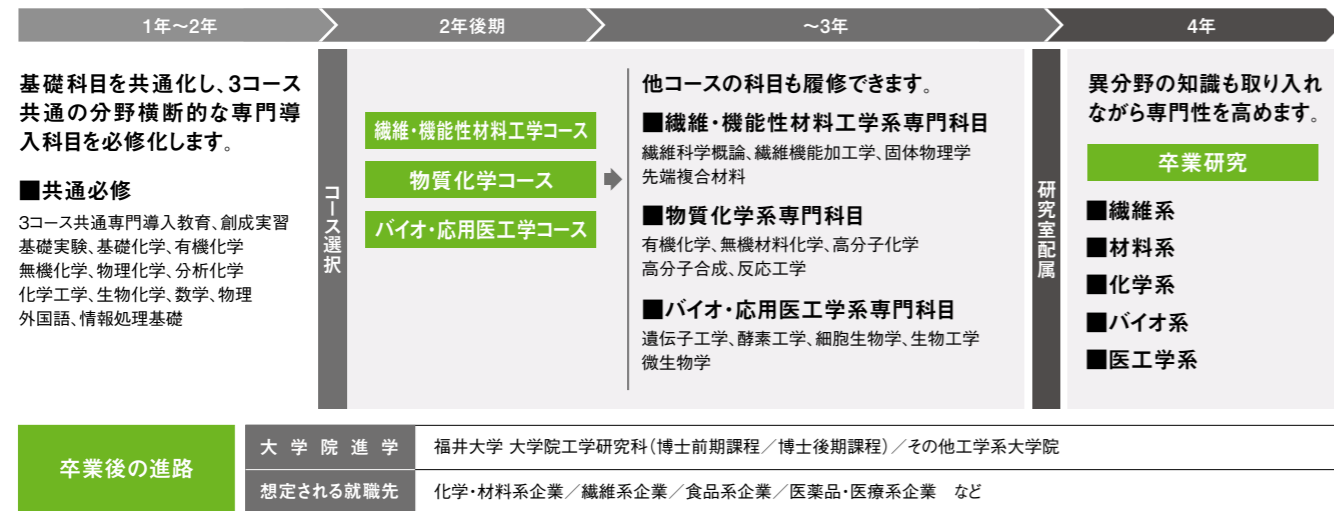 1年～2年
2年後期
～3年
4年
基礎科目を共通化し、3コース
共通の分野横断的な専門導
入科目を必修化します。
■共通必修
3コース共通専門導入教育、創成実習
基礎実験、基礎化学、有機化学
無機化学、物理化学、分析化学
化学工学、生物化学、数学、物理
外国語、情報処理基礎
コース選択
繊維・機能性材料工学コース
物質化学コース
バイオ・応用医工学コース
他コースの科目も履修できます。
■繊維・機能性材料工学系専門科目
繊維科学概論、繊維機能加工学、固体物理学
先端複合材料
■物質化学系専門科目
有機化学、無機材料化学、高分子化学
高分子合成、反応工学
■バイオ・応用医工学系専門科目
遺伝子工学、酵素工学、細胞生物学、生物工学
微生物学
研究室配属
異分野の知識も取り入れ
ながら専門性を高めます。
卒業研究
■繊維系
■材料系
■化学系
■バイオ系
■医工学系
卒業後の進路
大学院進学
福井大学 大学院工学研究科（博士前期課程／博士後期課程）／その他工学系大学院
想定される就職先
化学・材料系企業／繊維系企業／食品系企業／医薬品・医療系企業　など